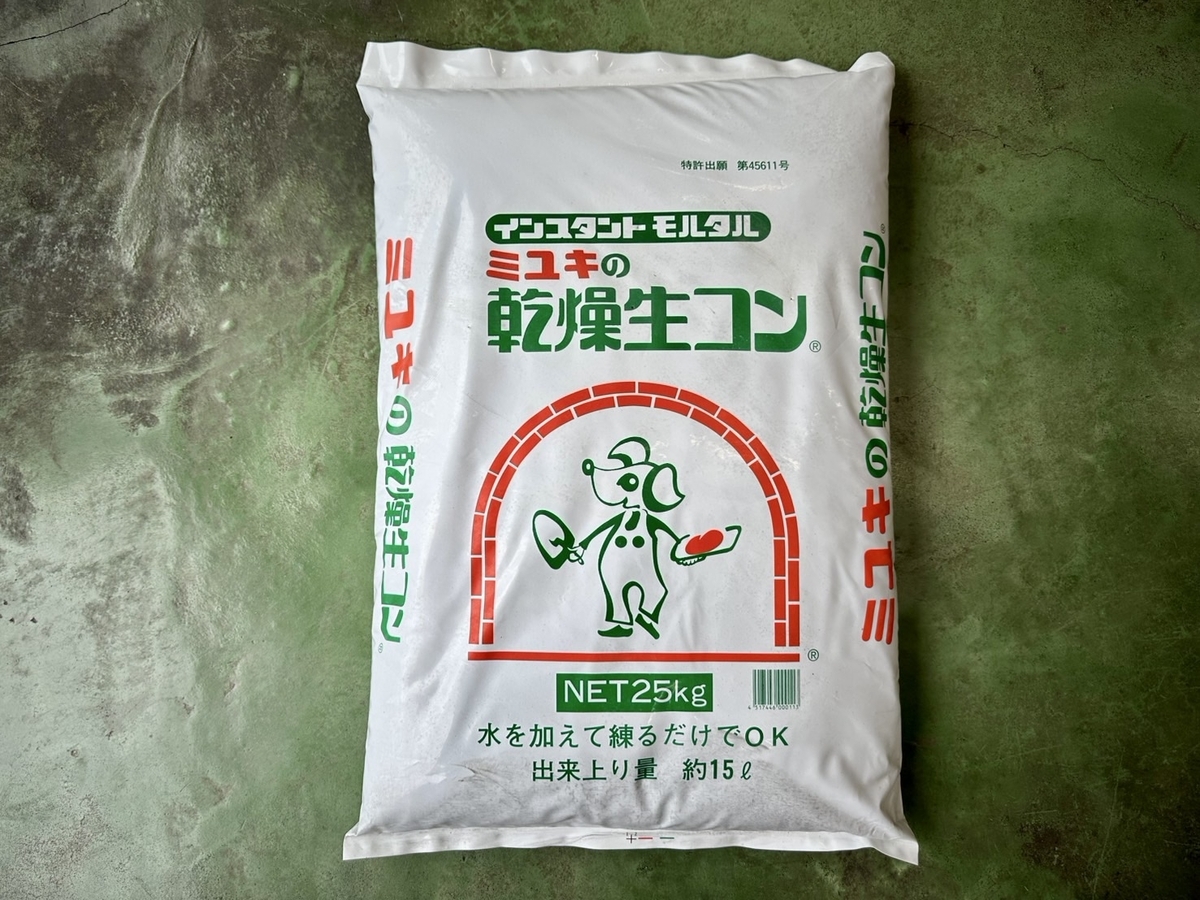 特許出願 第45611号
インスタント モルタル
ミユキの
乾燥生コン®
®
NET25kg
4517446000113
水を加えて練るだけでOK
出来上り量 約15ℓ
ミユキの乾燥生コン®
ミユキの乾燥生コン®